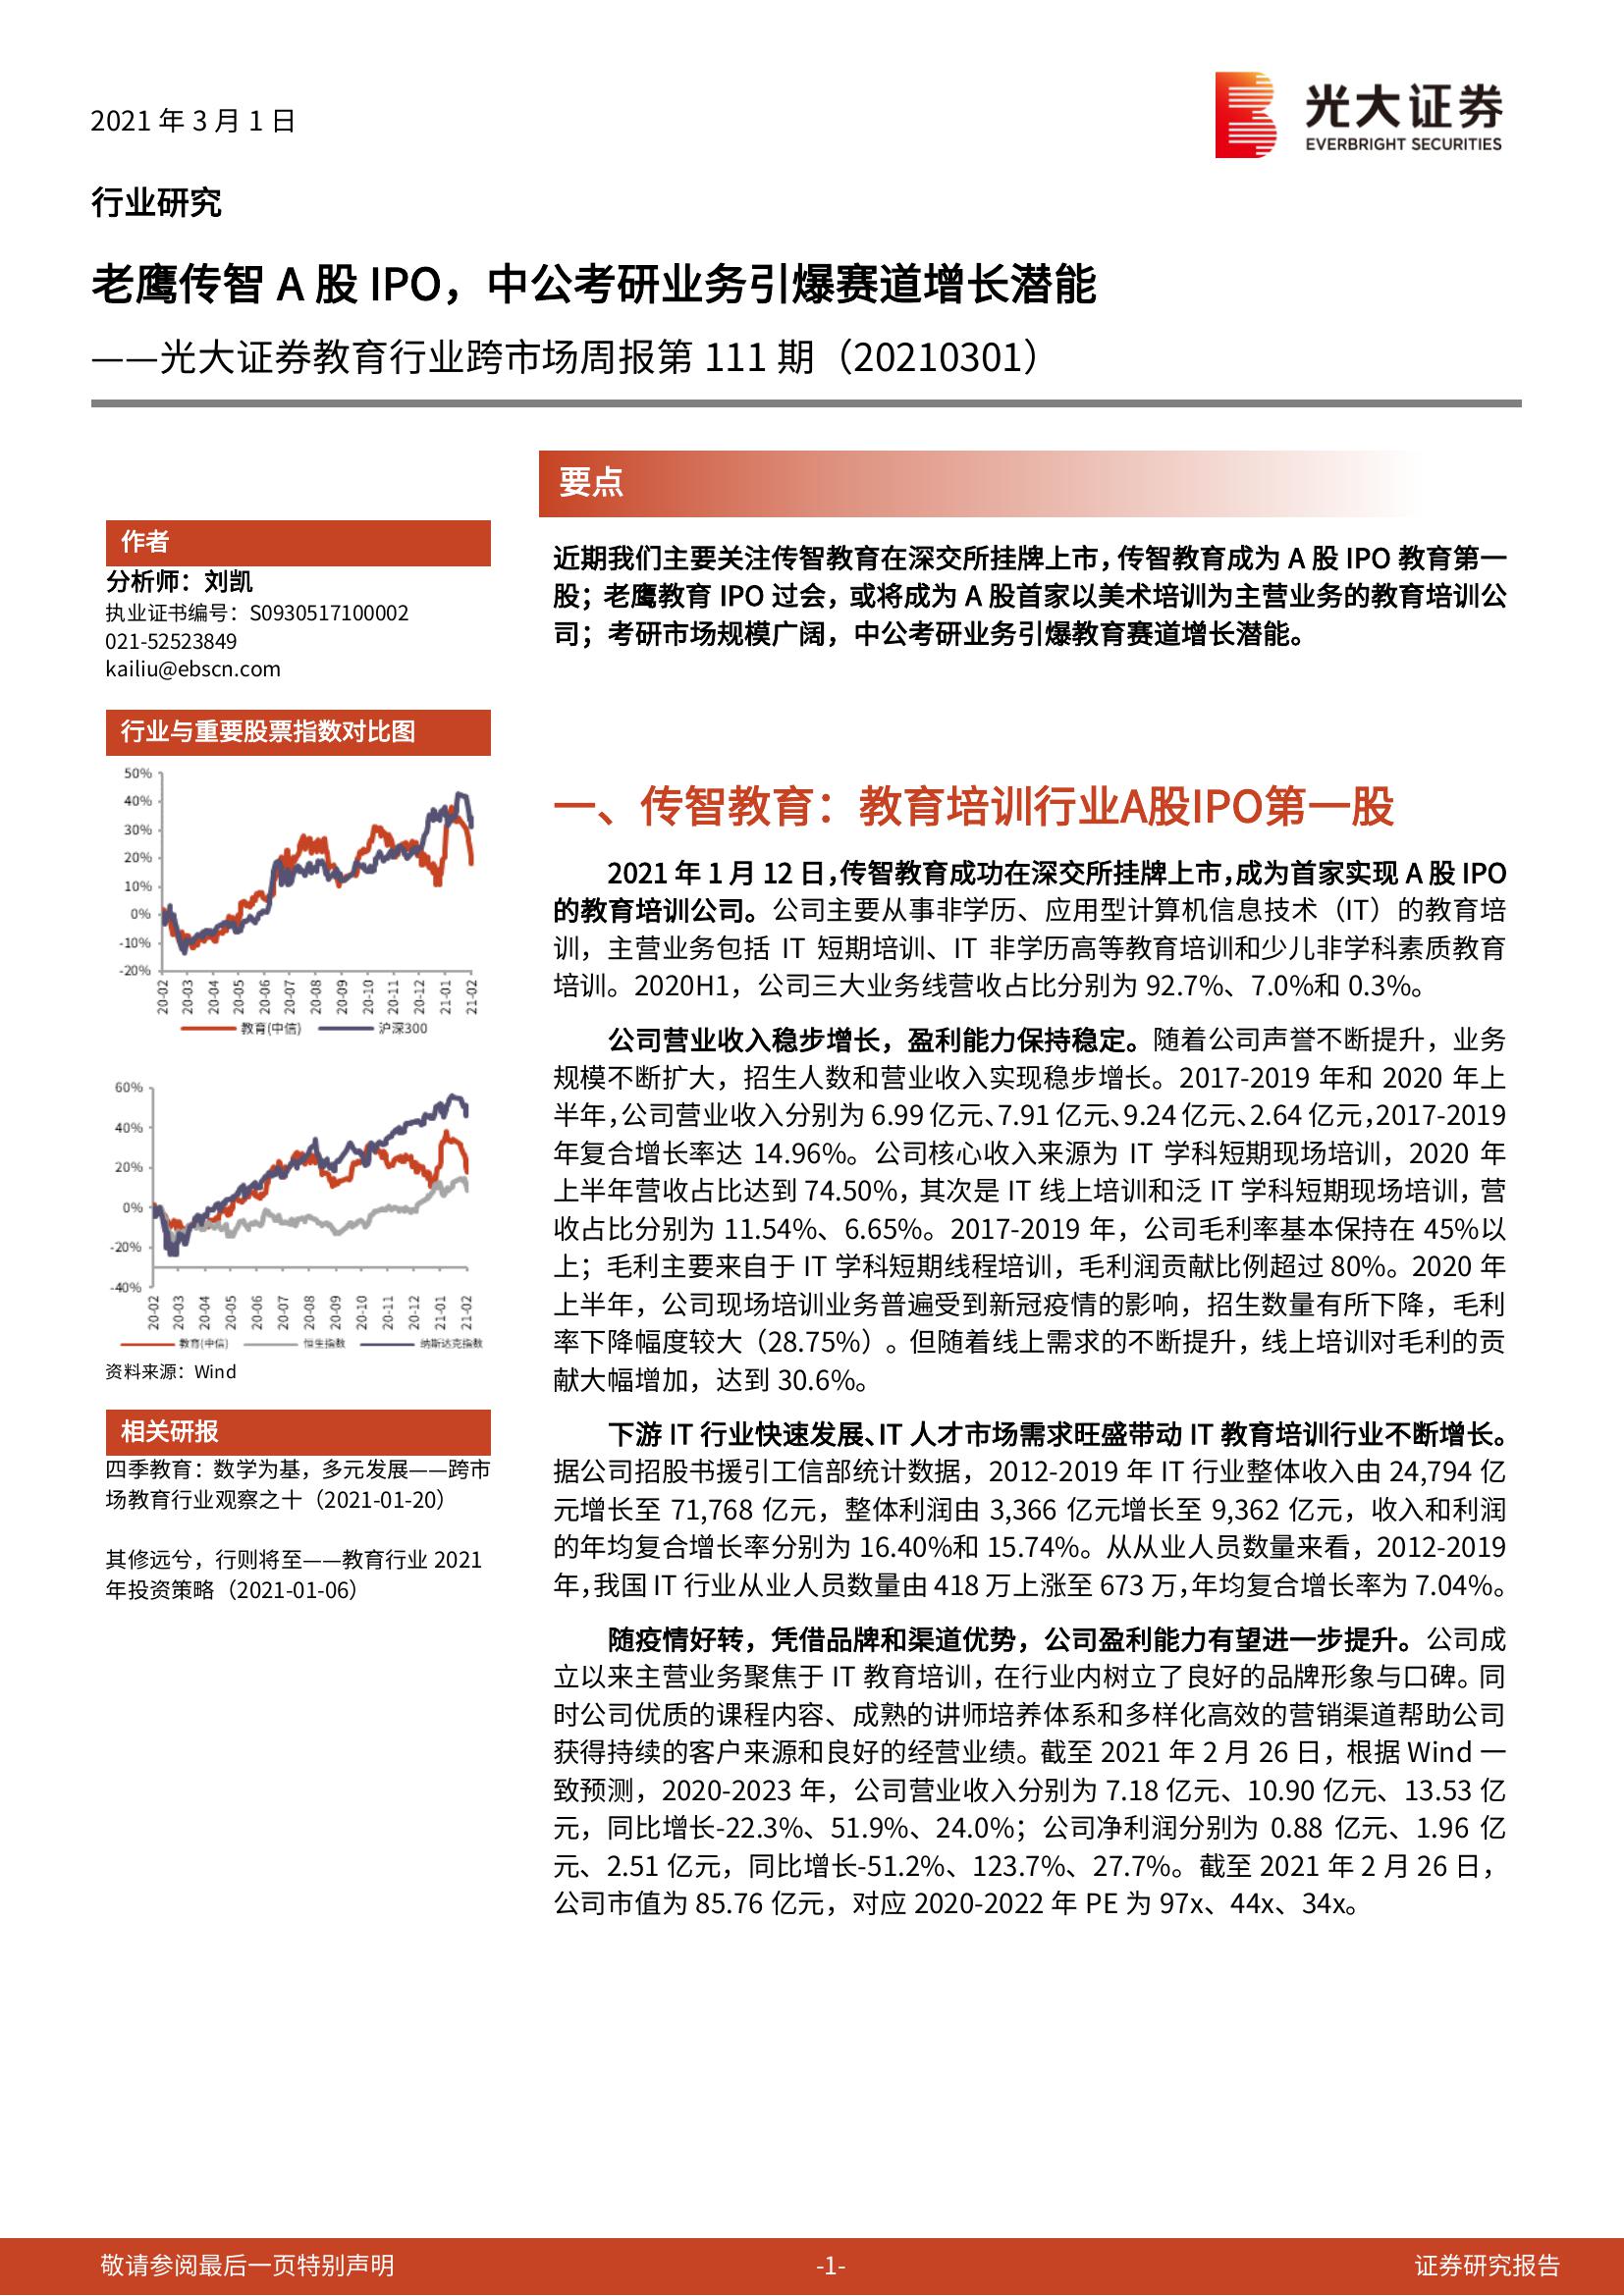 2021 年 3 月 1 日
光大证券
EVERBRIGHT SECURITIES
行业研究
老鹰传智 A 股 IPO，中公考研业务引爆赛道增长潜能
——光大证券教育行业跨市场周报第 111 期（20210301）
作者
分析师：刘凯
执业证书编号：S0930517100002
021-52523849
kailiu@ebscn.com
行业与重要股票指数对比图
50%
40%
30%
20%
10%
0%
-10%
-20%
20-02 20-03 20-04 20-05 20-06 20-07 20-08 20-09 20-10 20-11 20-12 21-01 21-02
教育(中信) 沪深300
60%
40%
20%
0%
-20%
-40%
20-02 20-03 20-04 20-05 20-06 20-07 20-08 20-09 20-10 20-11 20-12 21-01 21-02
教育(中信) 恒生指数 纳斯达克指数
资料来源：Wind
相关研报
四季教育：数学为基，多元发展——跨市
场教育行业观察之十（2021-01-20）
其修远兮，行则将至——教育行业 2021
年投资策略（2021-01-06）
要点
近期我们主要关注传智教育在深交所挂牌上市，传智教育成为 A 股 IPO 教育第一
股；老鹰教育 IPO 过会，或将成为 A 股首家以美术培训为主营业务的教育培训公
司；考研市场规模广阔，中公考研业务引爆教育赛道增长潜能。
一、传智教育：教育培训行业A股IPO第一股
2021 年 1 月 12 日，传智教育成功在深交所挂牌上市，成为首家实现 A 股 IPO
的教育培训公司。公司主要从事非学历、应用型计算机信息技术（IT）的教育培
训，主营业务包括 IT 短期培训、IT 非学历高等教育培训和少儿非学科素质教育
培训。2020H1，公司三大业务线营收占比分别为 92.7%、7.0%和 0.3%。
公司营业收入稳步增长，盈利能力保持稳定。随着公司声誉不断提升，业务
规模不断扩大，招生人数和营业收入实现稳步增长。2017-2019 年和 2020 年上
半年，公司营业收入分别为 6.99 亿元、7.91 亿元、9.24 亿元、2.64 亿元，2017-2019
年复合增长率达 14.96%。公司核心收入来源为 IT 学科短期现场培训，2020 年
上半年营收占比达到 74.50%，其次是 IT 线上培训和泛 IT 学科短期现场培训，营
收占比分别为 11.54%、6.65%。2017-2019 年，公司毛利率基本保持在 45%以
上；毛利主要来自于 IT 学科短期线程培训，毛利润贡献比例超过 80%。2020 年
上半年，公司现场培训业务普遍受到新冠疫情的影响，招生数量有所下降，毛利
率下降幅度较大（28.75%）。但随着线上需求的不断提升，线上培训对毛利的贡
献大幅增加，达到 30.6%。
下游 IT 行业快速发展、IT 人才市场需求旺盛带动 IT 教育培训行业不断增长。
据公司招股书援引工信部统计数据，2012-2019 年 IT 行业整体收入由 24,794 亿
元增长至 71,768 亿元，整体利润由 3,366 亿元增长至 9,362 亿元，收入和利润
的年均复合增长率分别为 16.40%和 15.74%。从从业人员数量来看，2012-2019
年，我国 IT 行业从业人员数量由 418 万上涨至 673 万，年均复合增长率为 7.04%。
随疫情好转，凭借品牌和渠道优势，公司盈利能力有望进一步提升。公司成
立以来主营业务聚焦于 IT 教育培训，在行业内树立了良好的品牌形象与口碑。同
时公司优质的课程内容、成熟的讲师培养体系和多样化高效的营销渠道帮助公司
获得持续的客户来源和良好的经营业绩。截至 2021 年 2 月 26 日，根据 Wind 一
致预测，2020-2023 年，公司营业收入分别为 7.18 亿元、10.90 亿元、13.53 亿
元，同比增长-22.3%、51.9%、24.0%；公司净利润分别为 0.88 亿元、1.96 亿
元、2.51 亿元，同比增长-51.2%、123.7%、27.7%。截至 2021 年 2 月 26 日，
公司市值为 85.76 亿元，对应 2020-2022 年 PE 为 97x、44x、34x。
敬请参阅最后一页特别声明 -1- 证券研究报告